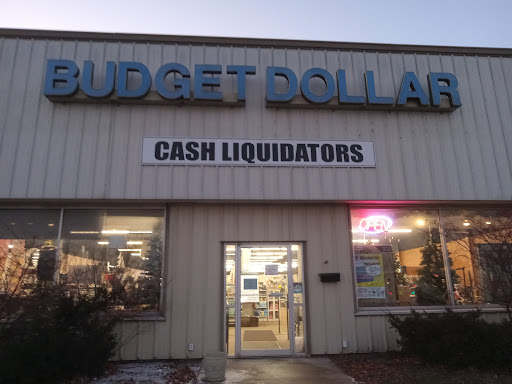 BUDGET DOLLAR
CASH LIQUIDATORS
OPEN